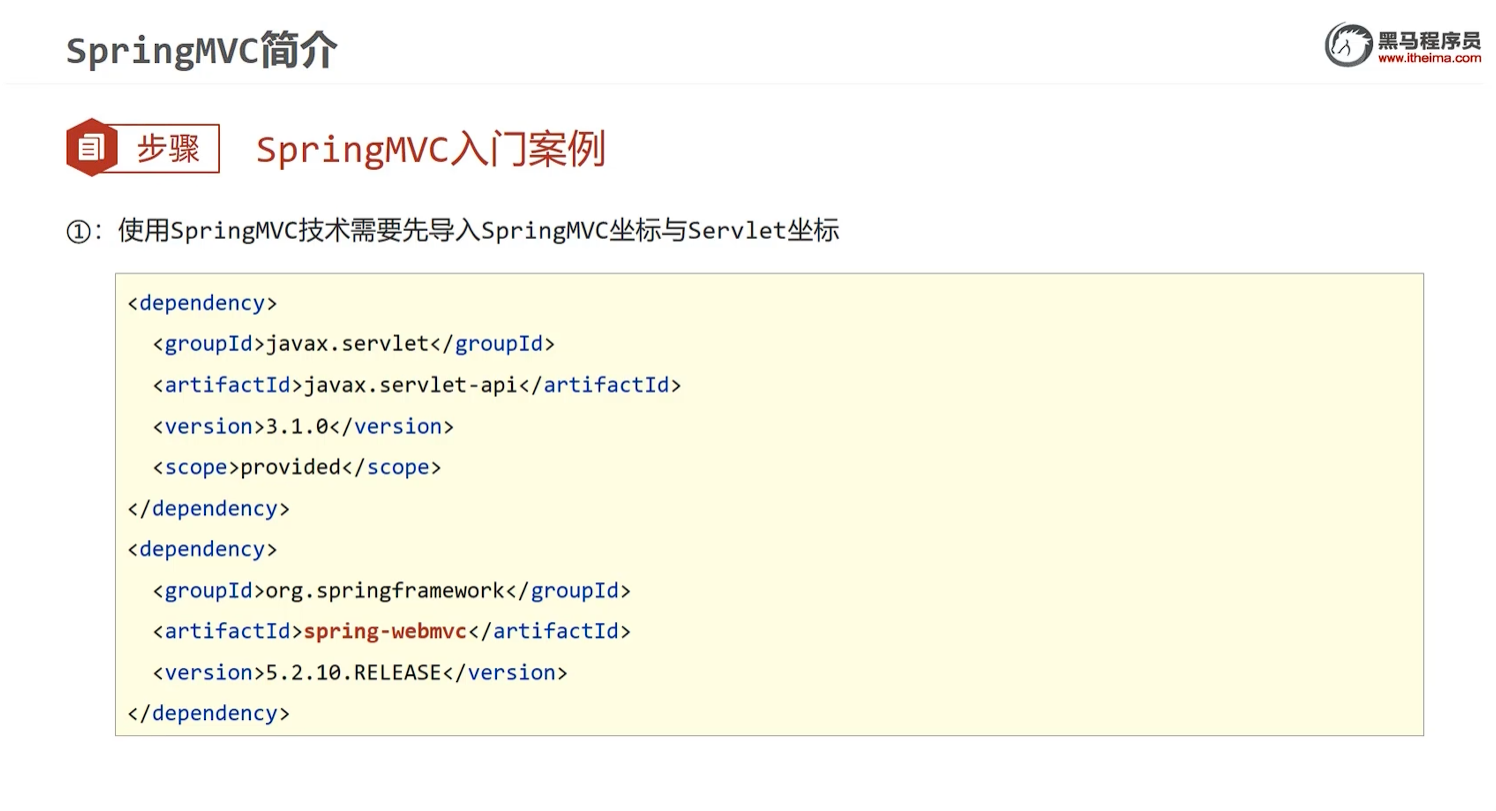 SpringMVC简介
黑马程序员
www.itheima.com
步骤
SpringMVC入门案例
①：使用SpringMVC技术需要先导入SpringMVC坐标与Servlet坐标
<dependency>
  <groupId>javax.servlet</groupId>
  <artifactId>javax.servlet-api</artifactId>
  <version>3.1.0</version>
  <scope>provided</scope>
</dependency>
<dependency>
  <groupId>org.springframework</groupId>
  <artifactId>spring-webmvc</artifactId>
  <version>5.2.10.RELEASE</version>
</dependency>